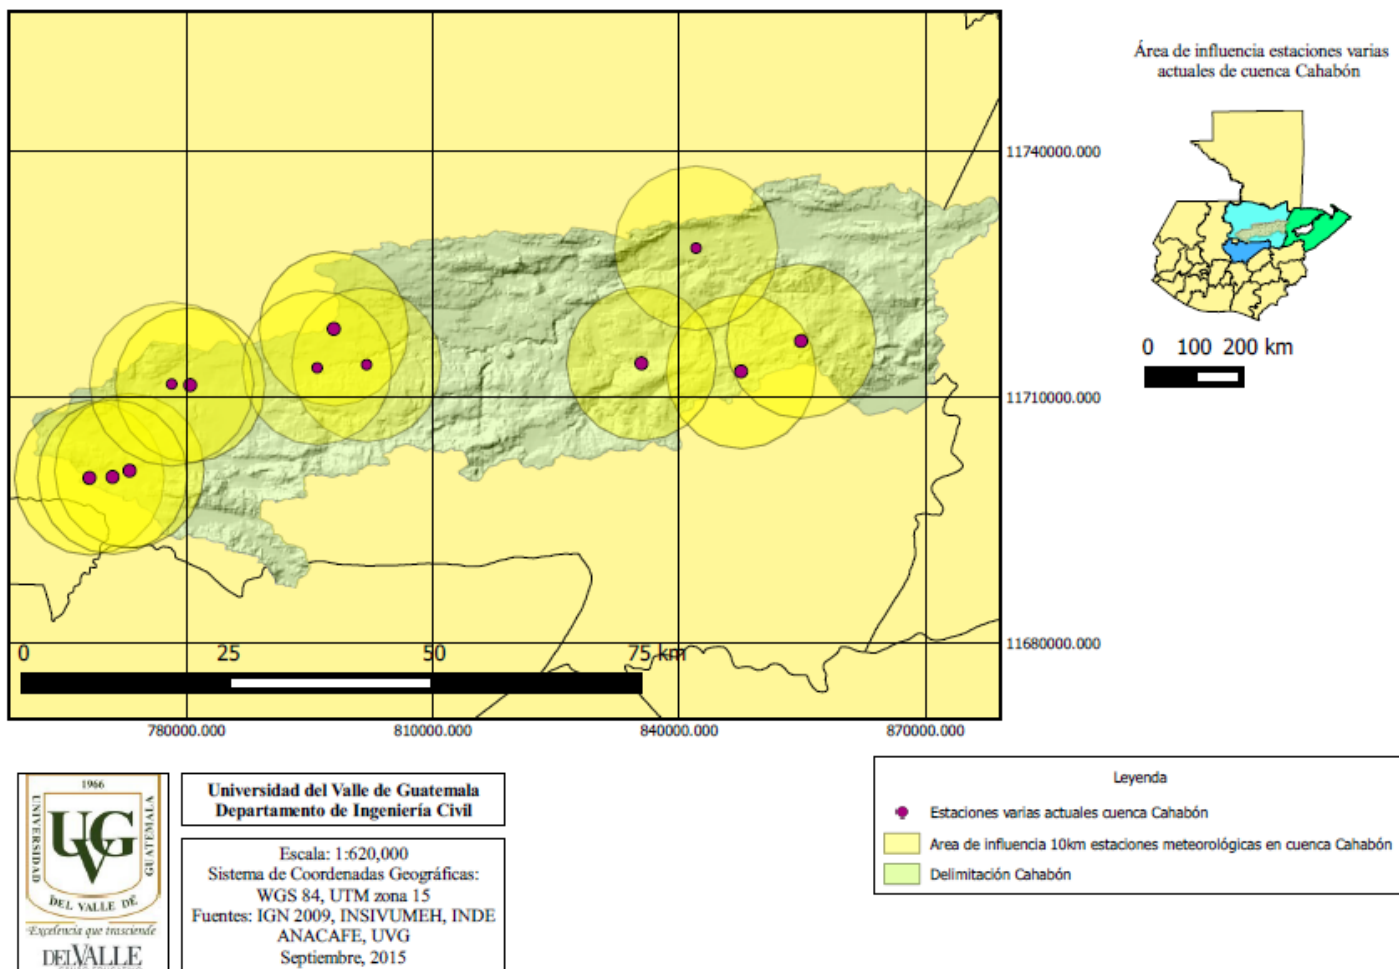 Área de influencia estaciones varias
actuales de cuenca Cahabón
0 100 200 km
11740000.000
11710000.000
11680000.000
0 25 50 75 km
780000.000 810000.000 840000.000 870000.000
1966
UNIVERSIDAD
UVG
GUATEMALA
DEL VALLE DE
Excelencia que trasciende
DELVALLE
Universidad del Valle de Guatemala
Departamento de Ingeniería Civil
Escala: 1:620,000
Sistema de Coordenadas Geográficas:
WGS 84, UTM zona 15
Fuentes: IGN 2009, INSIVUMEH, INDE
ANACAFE, UVG
Septiembre, 2015
Leyenda
Estaciones varias actuales cuenca Cahabón
Area de influencia 10km estaciones meteorológicas en cuenca Cahabón
Delimitación Cahabón